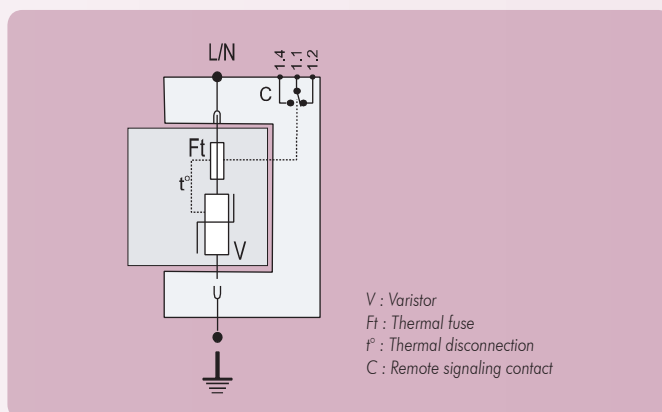 L/N
1.4 1.1 1.2
C
Ft
t°
V
V : Varistor
Ft : Thermal fuse
t° : Thermal disconnection
C : Remote signaling contact